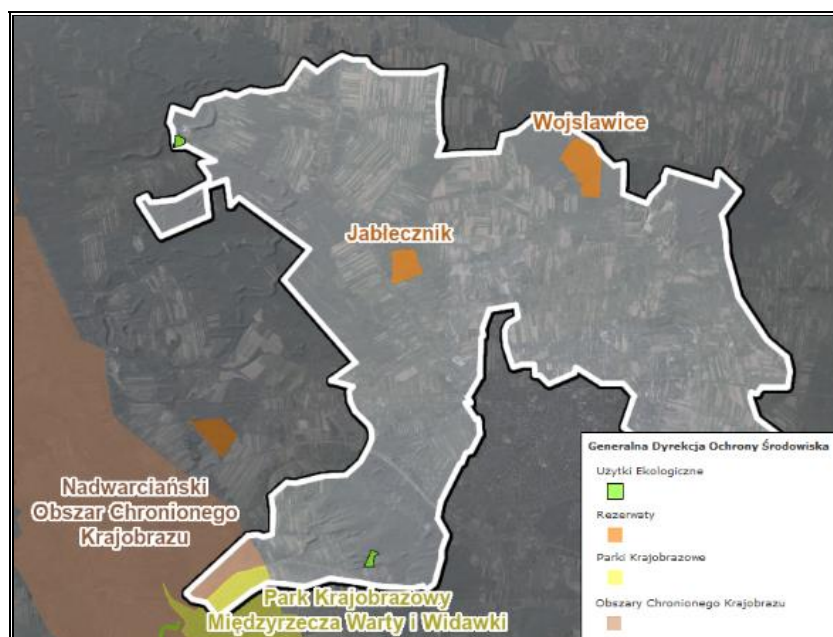 Wojslawice
Jabłecznik
Nadwarciański
Obszar Chronionego
Krajobrazu
Park Krajobrazowy
Międzyrzecza Warty i Widawki
Generalna Dyrekcja Ochrony Środowiska
Użytki Ekologiczne
Rezerwaty
Parki Krajobrazowe
Obszary Chronionego Krajobrazu